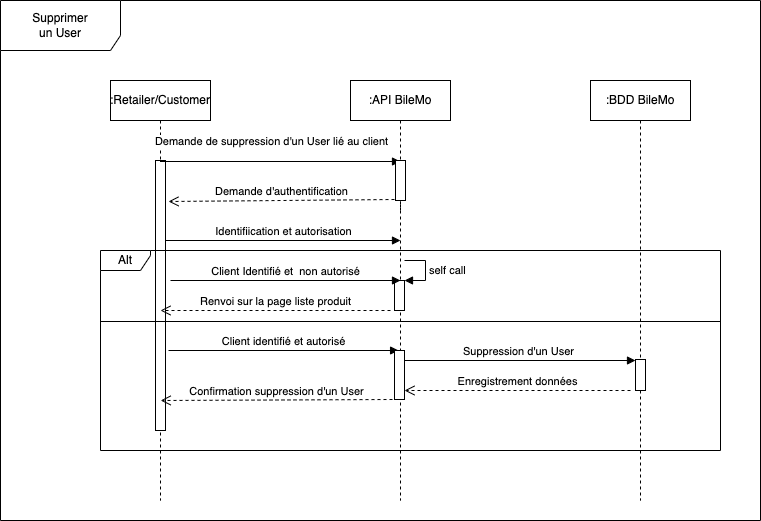 Supprimer
un User
:Retailer/Customer
:API BileMo
:BDD BileMo
Demande de suppression d'un User lié au client
Demande d'authentification
Identifiication et autorisation
Alt
self call
Client Identifié et non autorisé
Renvoi sur la page liste produit
Client identifié et autorisé
Suppression d'un User
Enregistrement données
Confirmation suppression d'un User